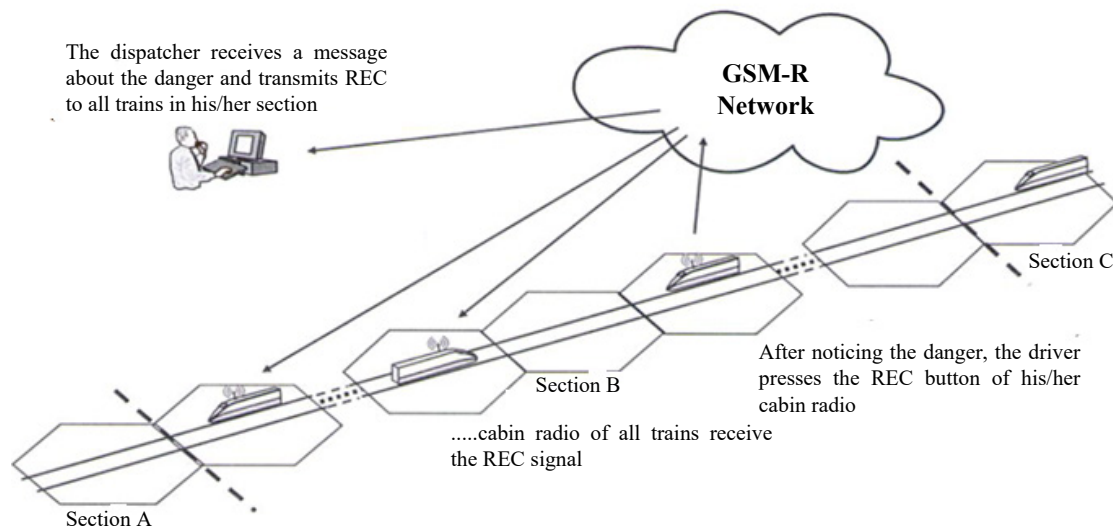 The dispatcher receives a message
about the danger and transmits REC
to all trains in his/her section
GSM-R
Network
Section C
After noticing the danger, the driver
presses the REC button of his/her
cabin radio
Section B
.....cabin radio of all trains receive
the REC signal
Section A